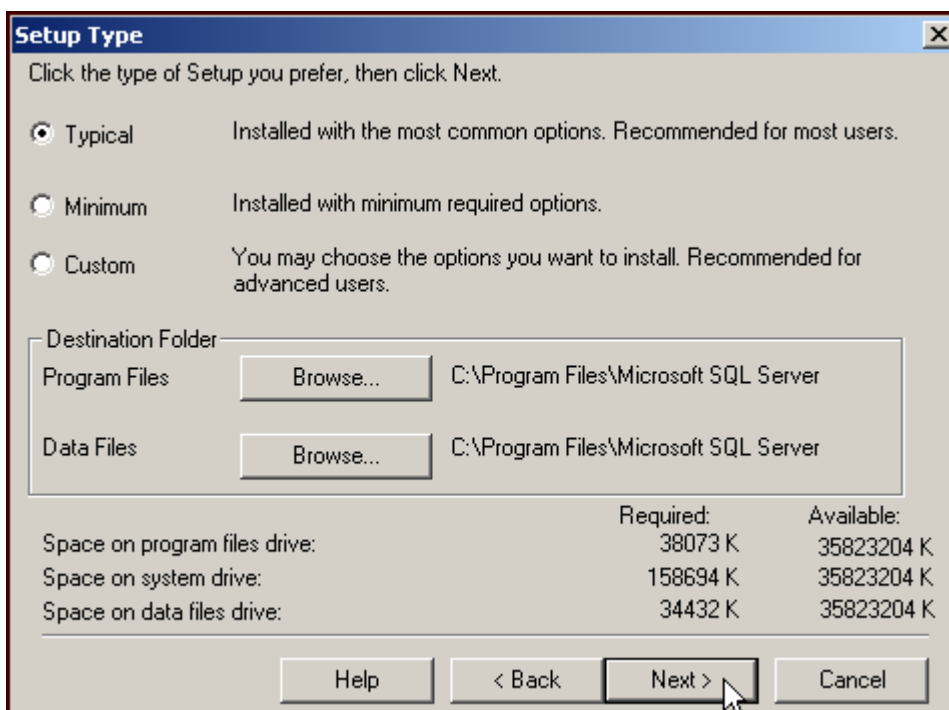 Setup Type
Click the type of Setup you prefer, then click Next.
Typical Installed with the most common options. Recommended for most users.
Minimum Installed with minimum required options.
Custom You may choose the options you want to install. Recommended for
advanced users.
Destination Folder
Program Files Browse... C:\Program Files\Microsoft SQL Server
Data Files Browse... C:\Program Files\Microsoft SQL Server
Required: Available:
Space on program files drive: 38073 K 35823204 K
Space on system drive: 158694 K 35823204 K
Space on data files drive: 34432 K 35823204 K
Help < Back Next > Cancel